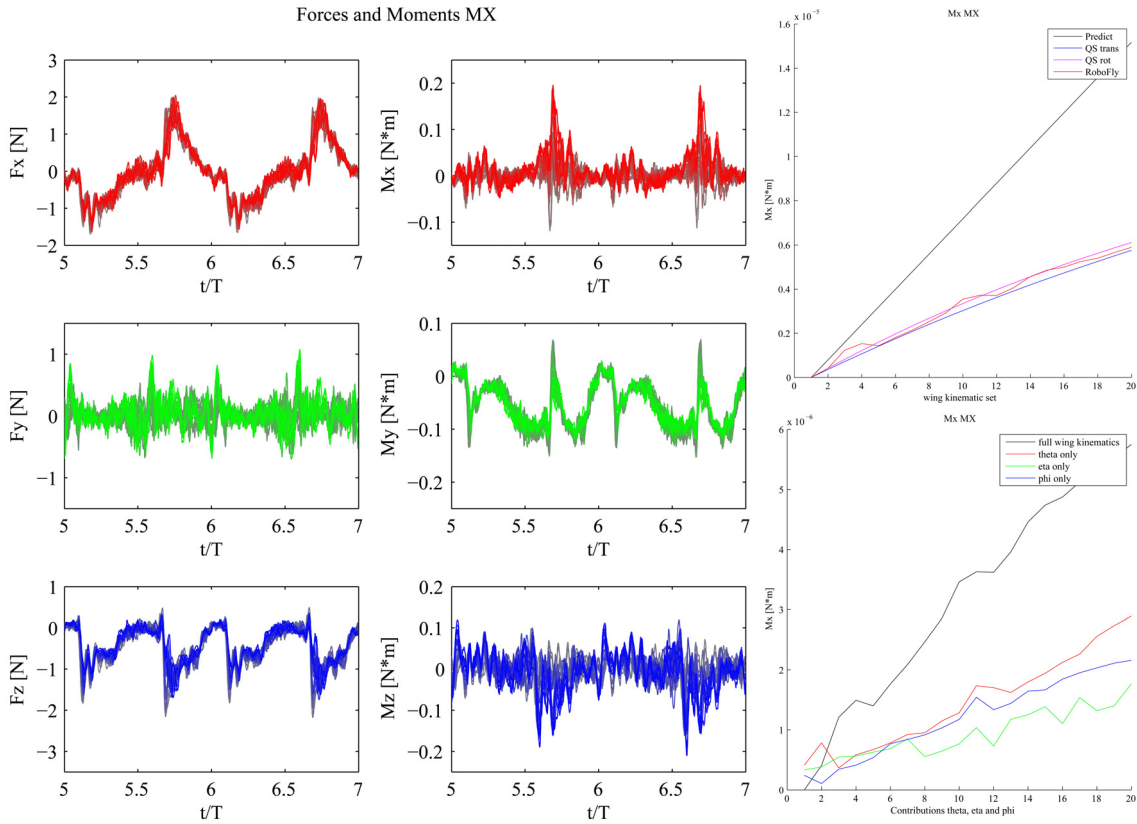 Forces and Moments MX
3
2
1
0
−1
−2
Fx [N]
5
5.5
6
6.5
7
t/T
0.2
0.1
0
−0.1
Mx [N*m]
5
5.5
6
6.5
7
t/T
1
0
−1
Fy [N]
5
5.5
6
6.5
7
t/T
0.1
0
−0.1
−0.2
My [N*m]
5
5.5
6
6.5
7
t/T
1
0
−1
−2
−3
Fz [N]
5
5.5
6
6.5
7
t/T
0.2
0.1
0
−0.1
−0.2
Mz [N*m]
5
5.5
6
6.5
7
t/T
Mx MX
x 10⁻⁵
1.6
1.4
1.2
1
0.8
0.6
0.4
0.2
0
Mx [N*m]
Predict
QS trans
QS rot
RoboFly
0 2 4 6 8 10 12 14 16 18 20
wing kinematic set
Mx MX
x 10⁻⁶
6
5
4
3
2
1
0
Mx [N*m]
full wing kinematics
theta only
eta only
phi only
0 2 4 6 8 10 12 14 16 18 20
Contributions theta, eta and phi